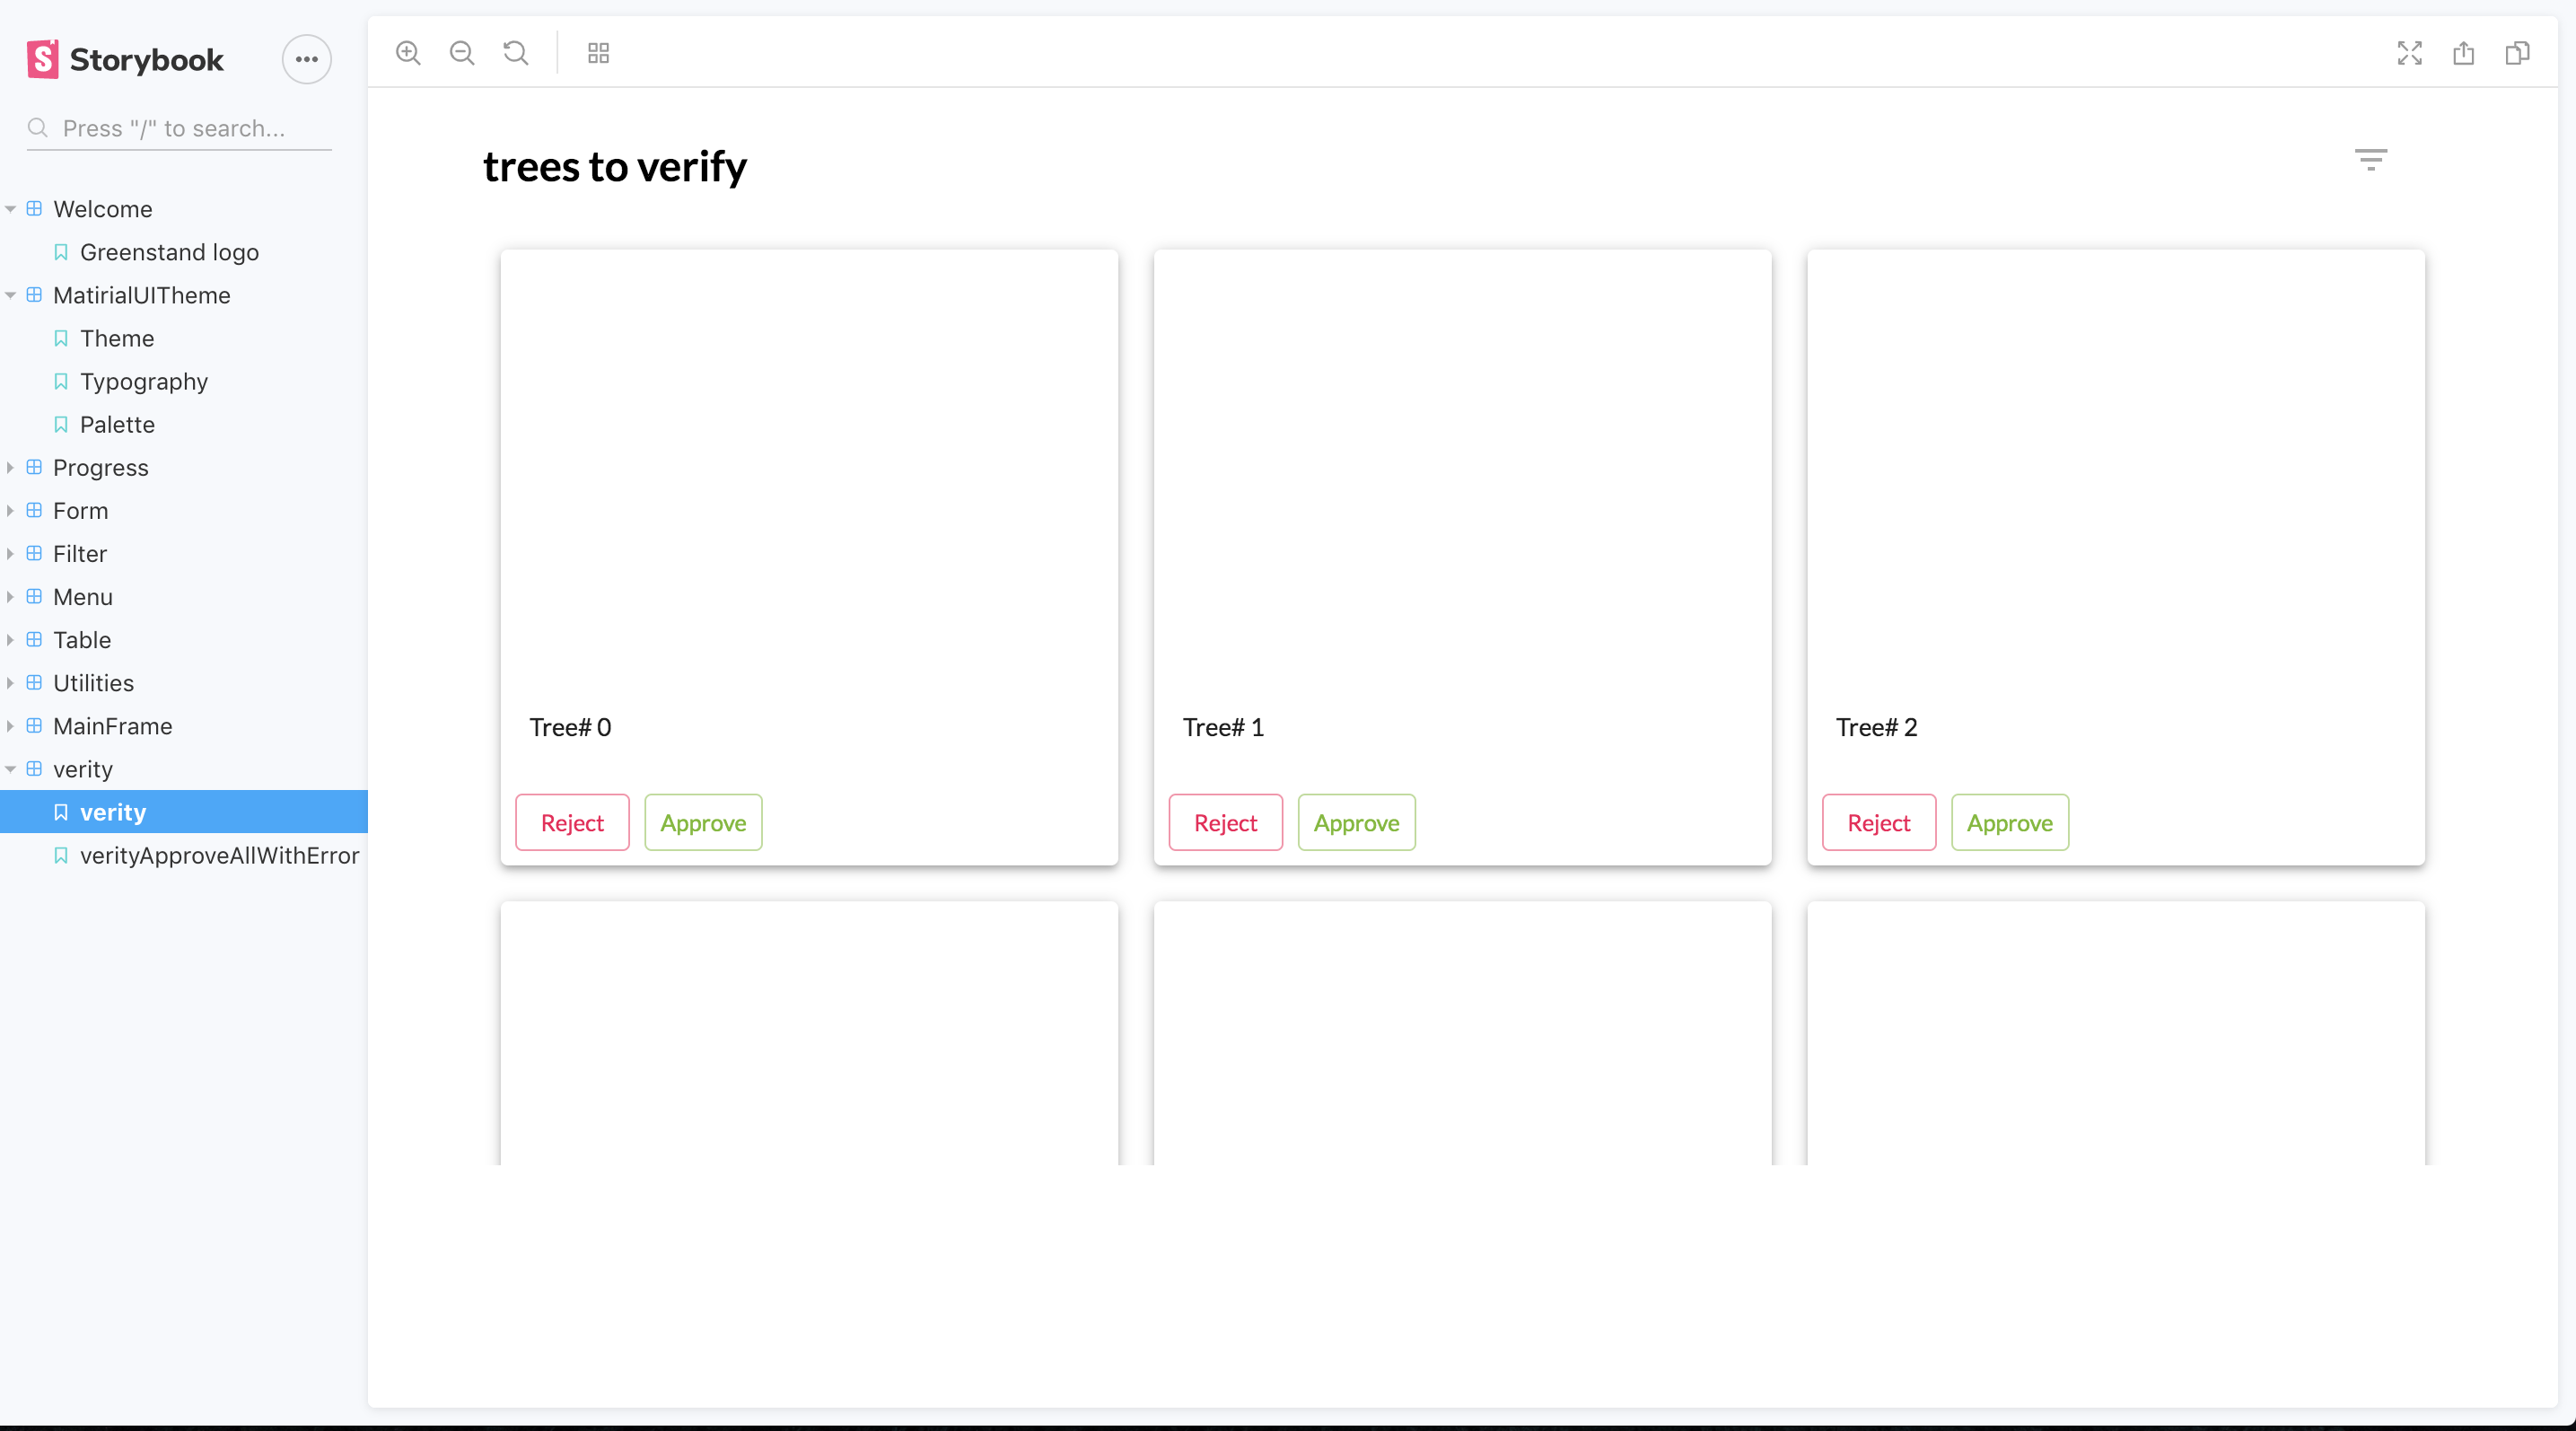 Storybook
Press "/" to search...
Welcome
Greenstand logo
MatirialUITheme
Theme
Typography
Palette
Progress
Form
Filter
Menu
Table
Utilities
MainFrame
verity
verity
verityApproveAllWithError
trees to verify
Tree# 0
Reject Approve
Tree# 1
Reject Approve
Tree# 2
Reject Approve